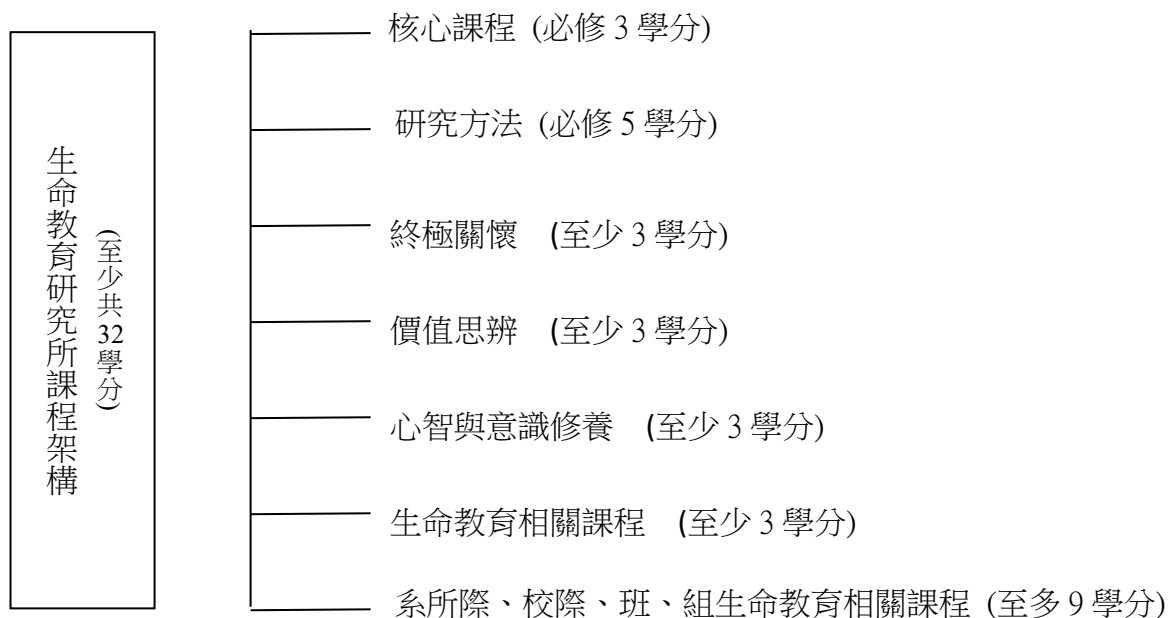 生命教育研究所課程架構
(至少共32學分)
核心課程 (必修 3 學分)
研究方法 (必修 5 學分)
終極關懷 (至少 3 學分)
價值思辨 (至少 3 學分)
心智與意識修養 (至少 3 學分)
生命教育相關課程 (至少 3 學分)
系所際、校際、班、組生命教育相關課程 (至多 9 學分)